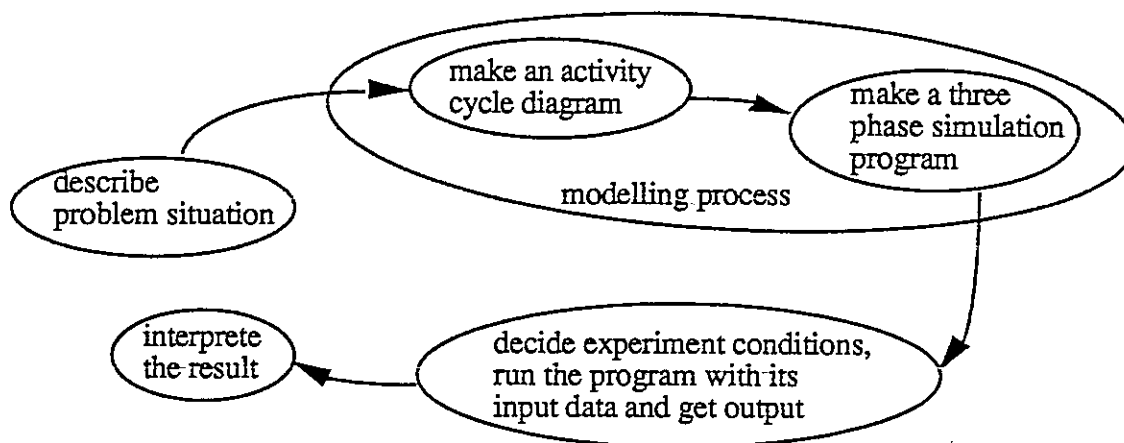 make an activity
cycle diagram
make a three
phase simulation
program
describe
problem situation
modelling process
interprete
the result
decide experiment conditions,
run the program with its
input data and get output